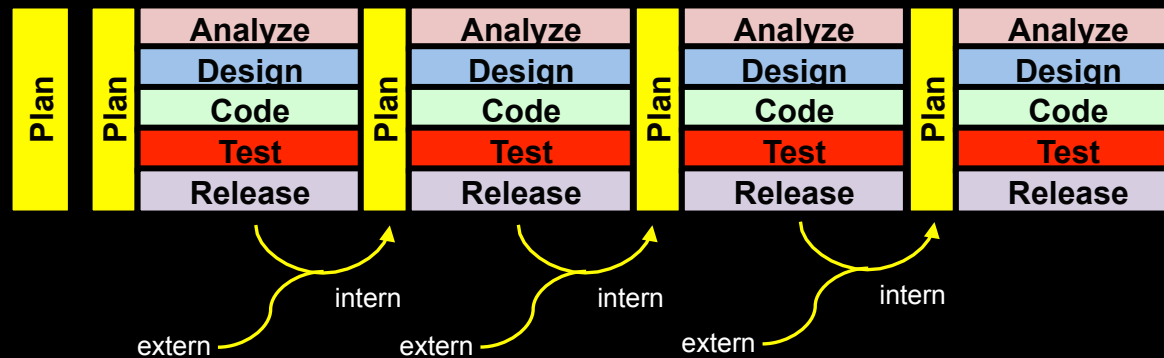 Plan
Plan
Analyze
Design
Code
Test
Release
Plan
Analyze
Design
Code
Test
Release
Plan
Analyze
Design
Code
Test
Release
Plan
Analyze
Design
Code
Test
Release
intern
extern
intern
extern
intern
extern